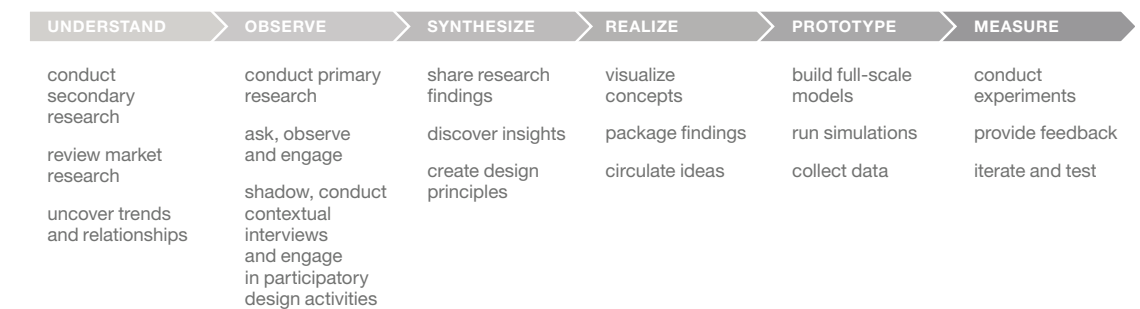 UNDERSTAND
conduct
secondary
research
review market
research
uncover trends
and relationships
OBSERVE
conduct primary
research
ask, observe
and engage
shadow, conduct
contextual
interviews
and engage
in participatory
design activities
SYNTHESIZE
share research
findings
discover insights
create design
principles
REALIZE
visualize
concepts
package findings
circulate ideas
PROTOTYPE
build full-scale
models
run simulations
collect data
MEASURE
conduct
experiments
provide feedback
iterate and test